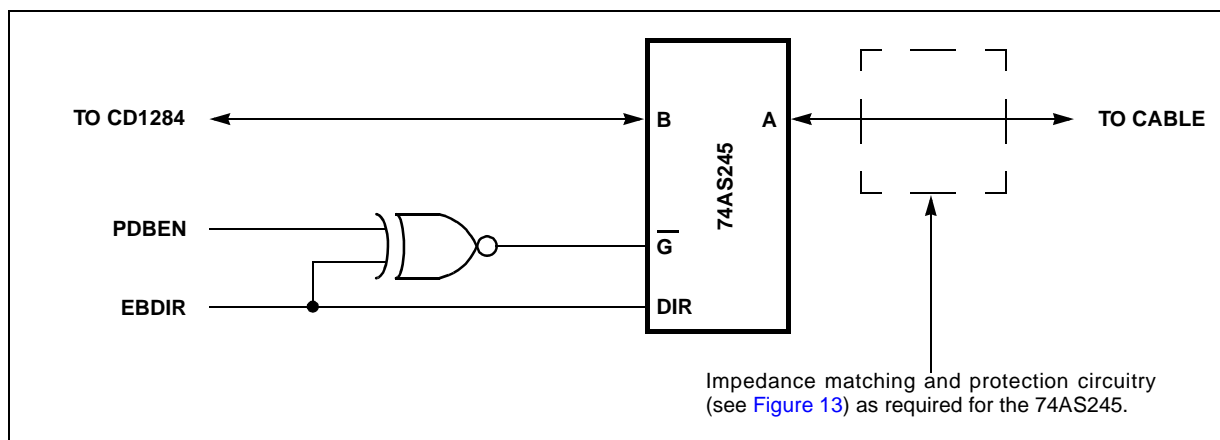 TO CD1284
B
A
TO CABLE
74AS245
PDBEN
G
EBDIR
DIR
Impedance matching and protection circuitry
(see Figure 13) as required for the 74AS245.